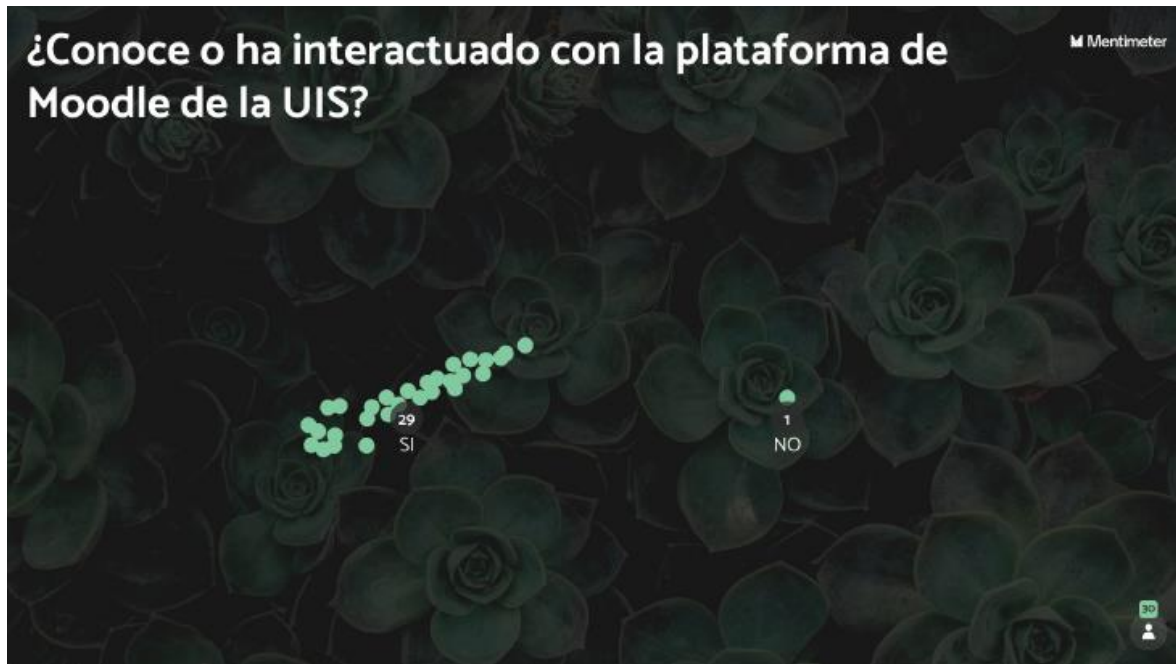 ¿Conoce o ha interactuado con la plataforma de
Moodle de la UIS?
Mentimeter
29
SI
1
NO
30